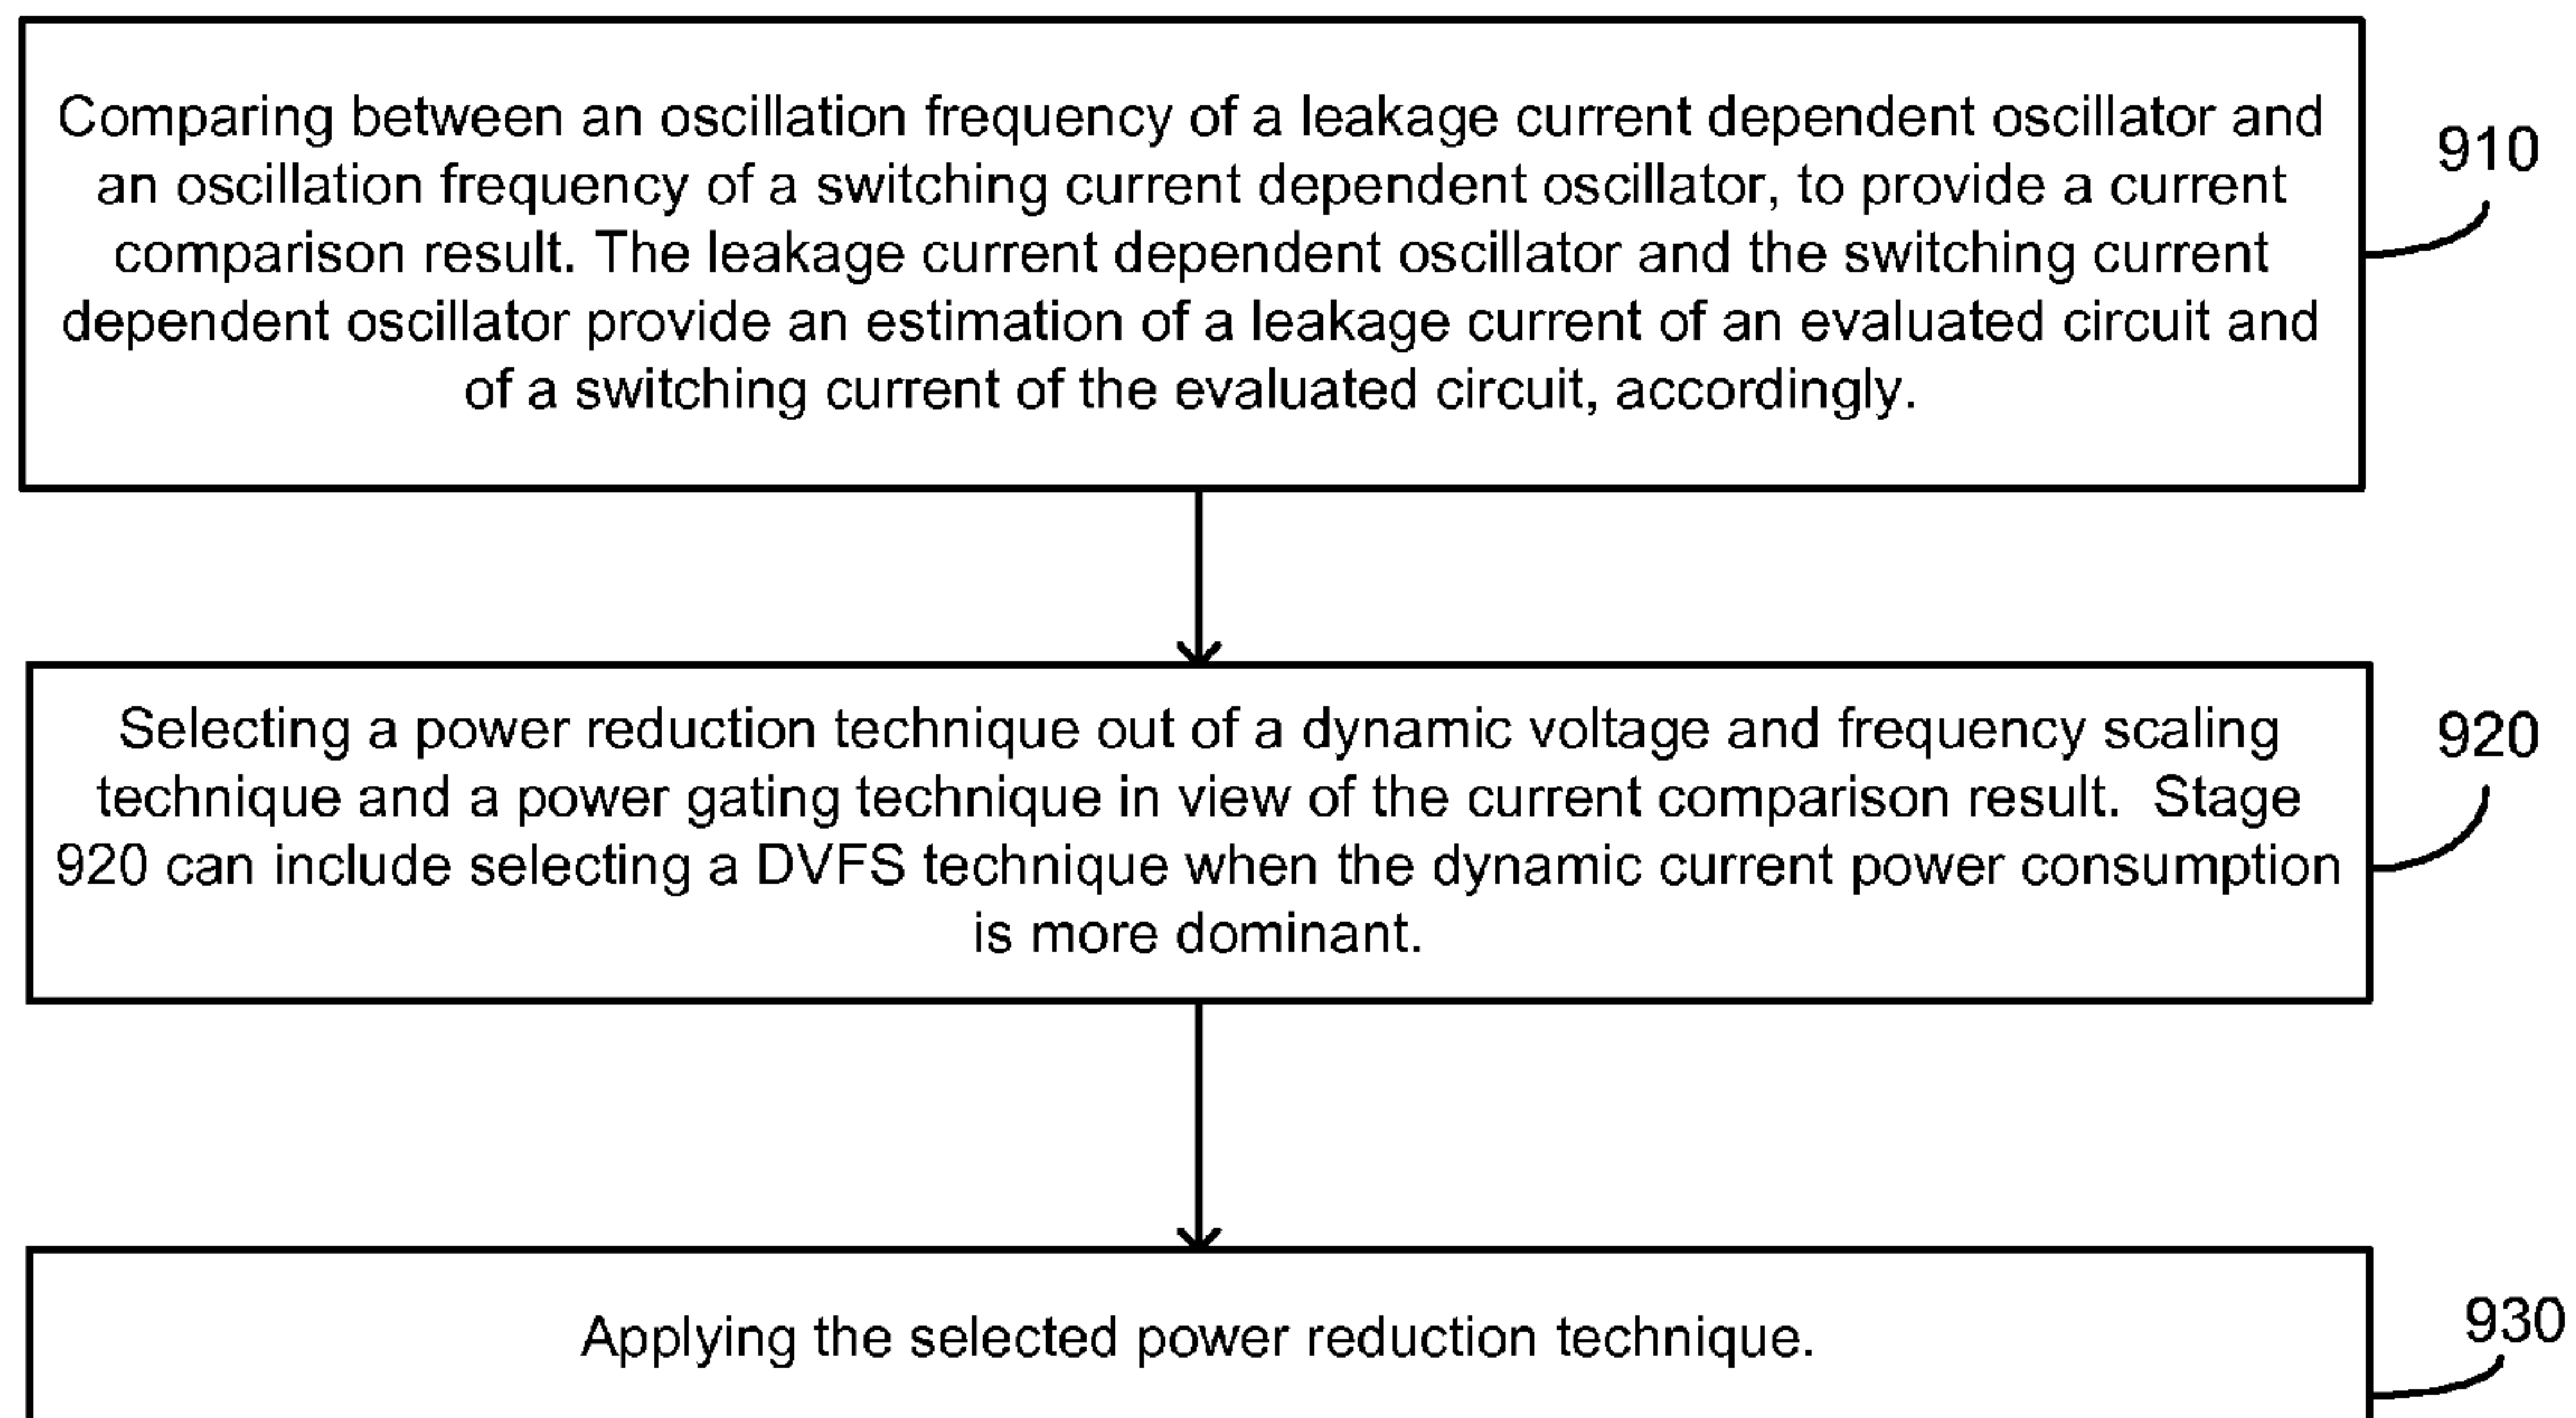 Comparing between an oscillation frequency of a leakage current dependent oscillator and
an oscillation frequency of a switching current dependent oscillator, to provide a current
comparison result. The leakage current dependent oscillator and the switching current
dependent oscillator provide an estimation of a leakage current of an evaluated circuit and
of a switching current of the evaluated circuit, accordingly.
910
Selecting a power reduction technique out of a dynamic voltage and frequency scaling
technique and a power gating technique in view of the current comparison result.  Stage
920 can include selecting a DVFS technique when the dynamic current power consumption
is more dominant.
920
Applying the selected power reduction technique.
930